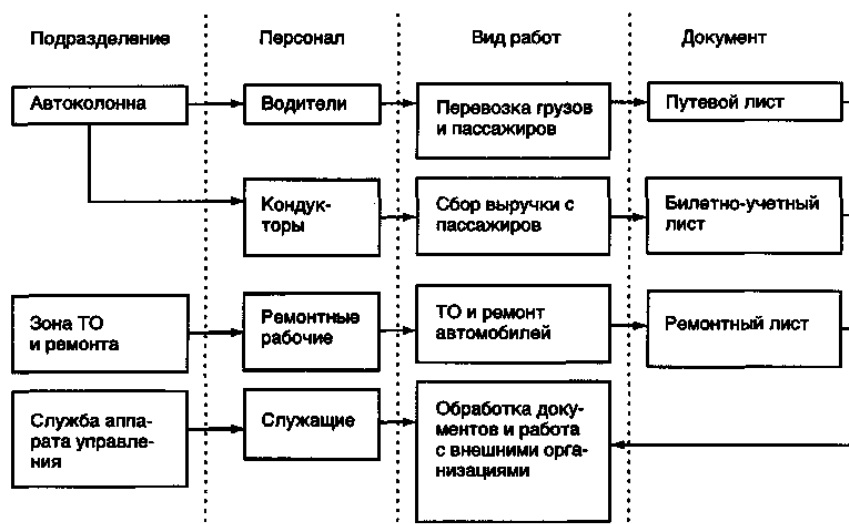 Подразделение
Персонал
Вид работ
Документ
Автоколонна
Водители
Перевозка грузов
и пассажиров
Путевой лист
Кондук-
торы
Сбор выручки с
пассажиров
Билетно-учетный
лист
Зона ТО
и ремонта
Ремонтные
рабочие
ТО и ремонт
автомобилей
Ремонтный лист
Служба аппа-
рата управле-
ния
Служащие
Обработка доку-
ментов и работа
с внешними орга-
низациями